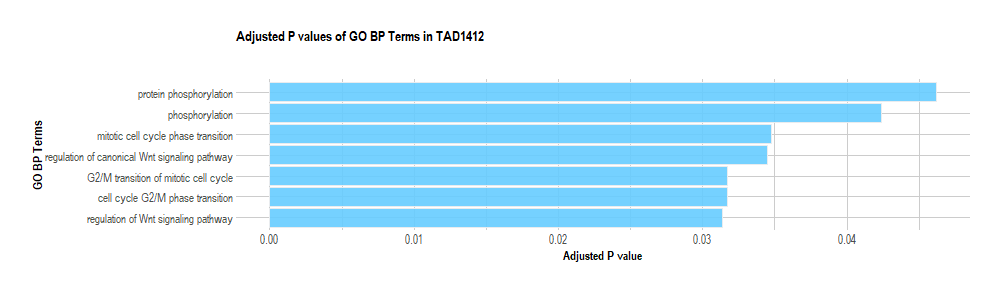 Adjusted P values of GO BP Terms in TAD1412
GO BP Terms
protein phosphorylation
phosphorylation
mitotic cell cycle phase transition
regulation of canonical Wnt signaling pathway
G2/M transition of mitotic cell cycle
cell cycle G2/M phase transition
regulation of Wnt signaling pathway
0.00 0.01 0.02 0.03 0.04
Adjusted P value